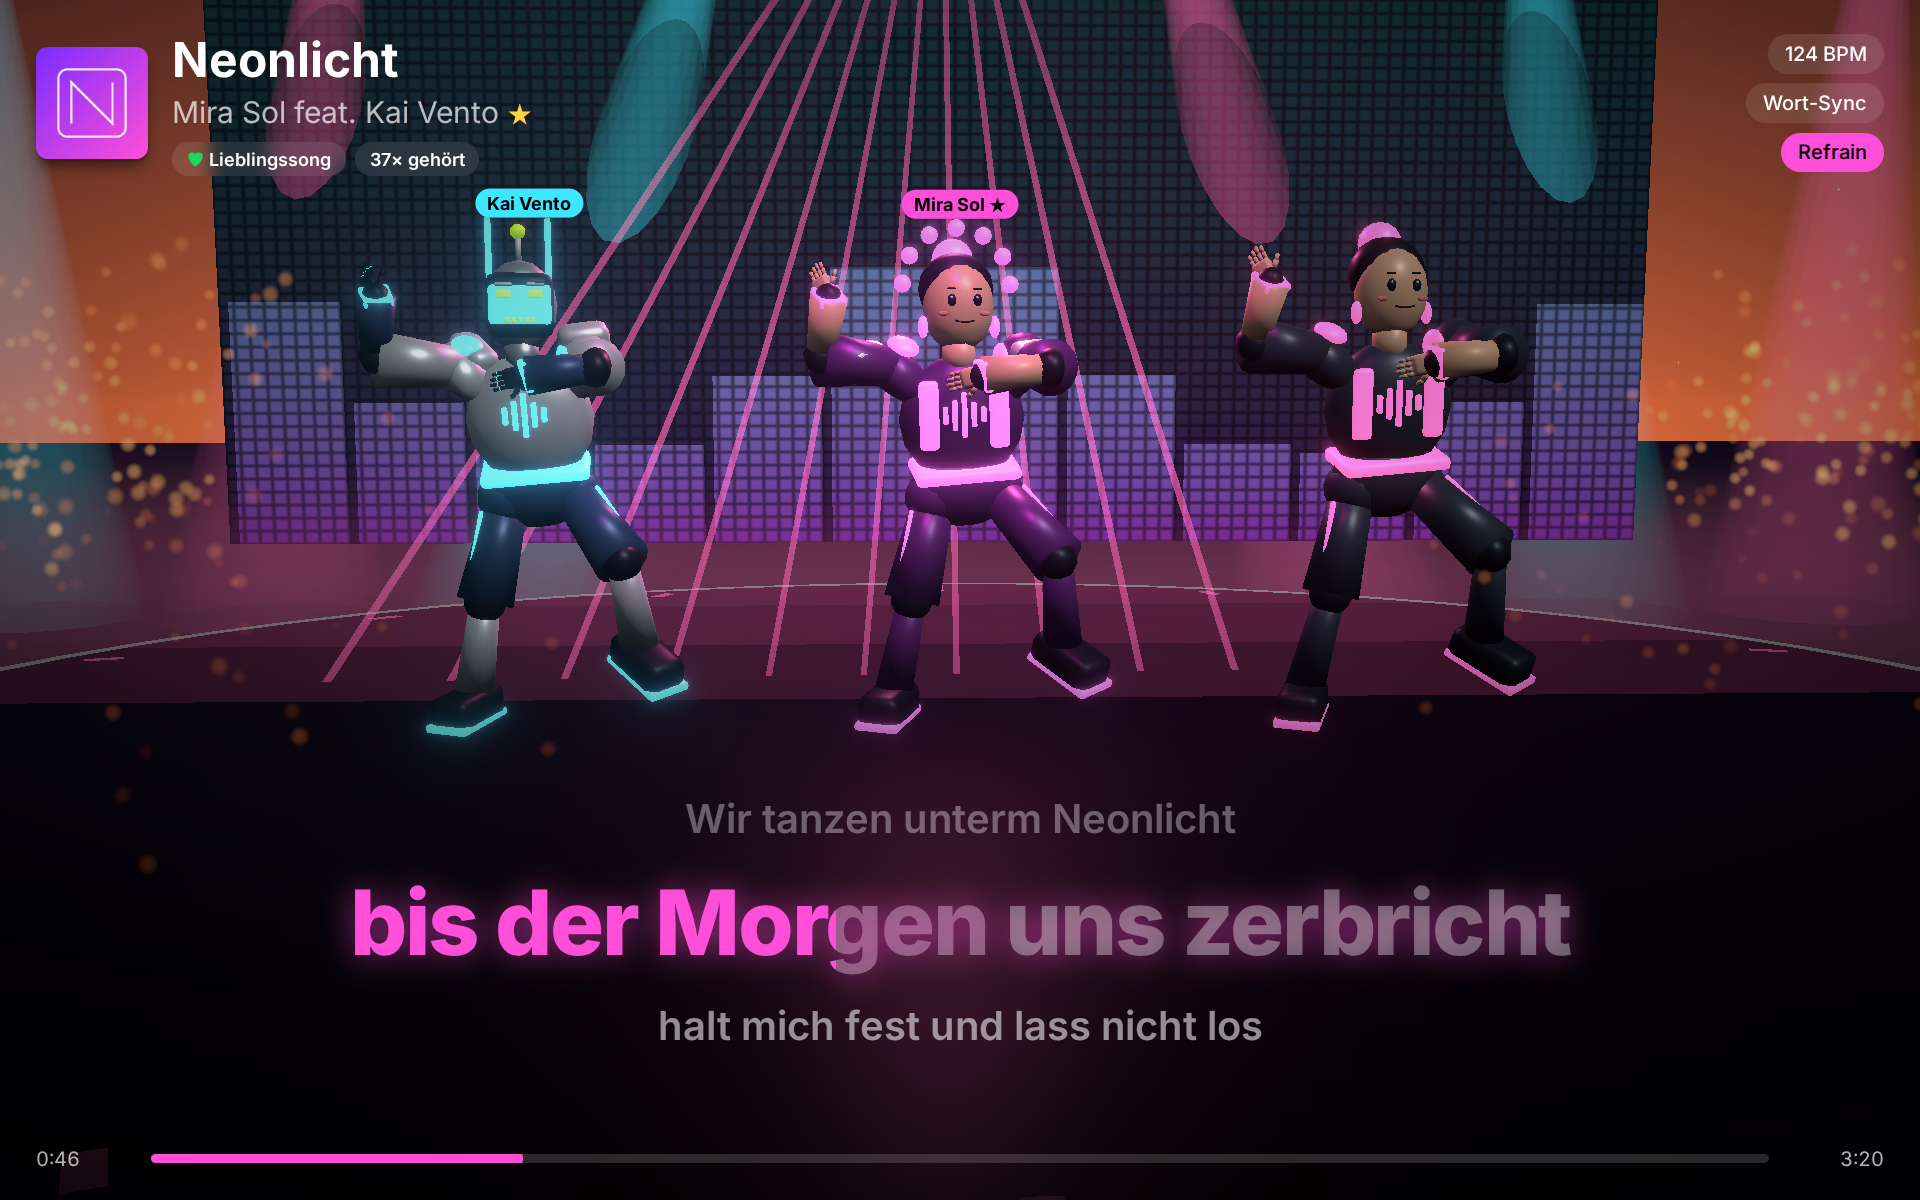 N
Neonlicht
Mira Sol feat. Kai Vento ★
Lieblingssong
37× gehört
124 BPM
Wort-Sync
Refrain
Kai Vento
Mira Sol ★
Wir tanzen unterm Neonlicht
bis der Morgen uns zerbricht
halt mich fest und lass nicht los
0:46
3:20